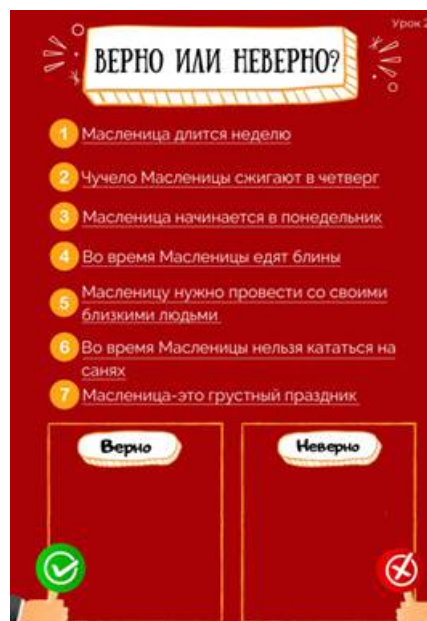 Урок 2
ВЕРНО ИЛИ НЕВЕРНО?
1 Масленица длится неделю
2 Чучело Масленицы сжигают в четверг
3 Масленица начинается в понедельник
4 Во время Масленицы едят блины
5 Масленицу нужно провести со своими
близкими людьми
6 Во время Масленицы нельзя кататься на
санях
7 Масленица-это грустный праздник
Верно
Неверно